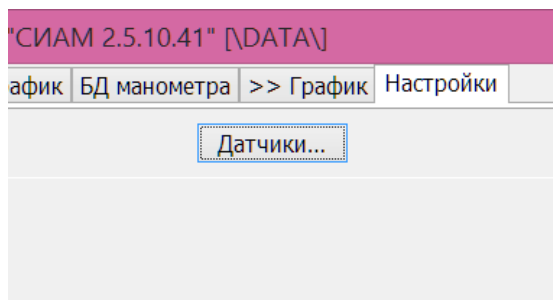 "СИАМ 2.5.10.41" [\DATA\]
афик БД манометра >> График Настройки
Датчики...